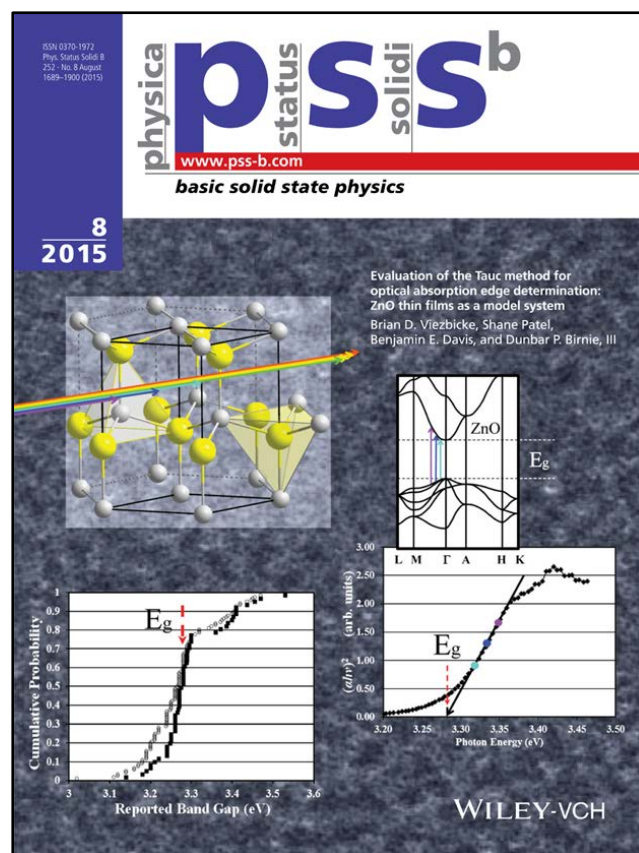 ISSN 0370-1972
Phys. Status Solidi B
252 · No. 8 August
1689–1900 (2015)
physica
status
solidi
pssb
www.pss-b.com
basic solid state physics
8
2015
Evaluation of the Tauc method for
optical absorption edge determination:
ZnO thin films as a model system
Brian D. Viezbicke, Shane Patel,
Benjamin E. Davis, and Dunbar P. Birnie, III
ZnO
Eg
L M Γ A H K
Cumulative Probability
1
0.9
0.8
0.7
0.6
0.5
0.4
0.3
0.2
0.1
0
Eg
3 3.1 3.2 3.3 3.4 3.5 3.6
Reported Band Gap (eV)
(αhν)² (arb. units)
3.00
2.50
2.00
1.50
1.00
0.50
0.00
Eg
3.20 3.25 3.30 3.35 3.40 3.45 3.50
Photon Energy (eV)
WILEY-VCH